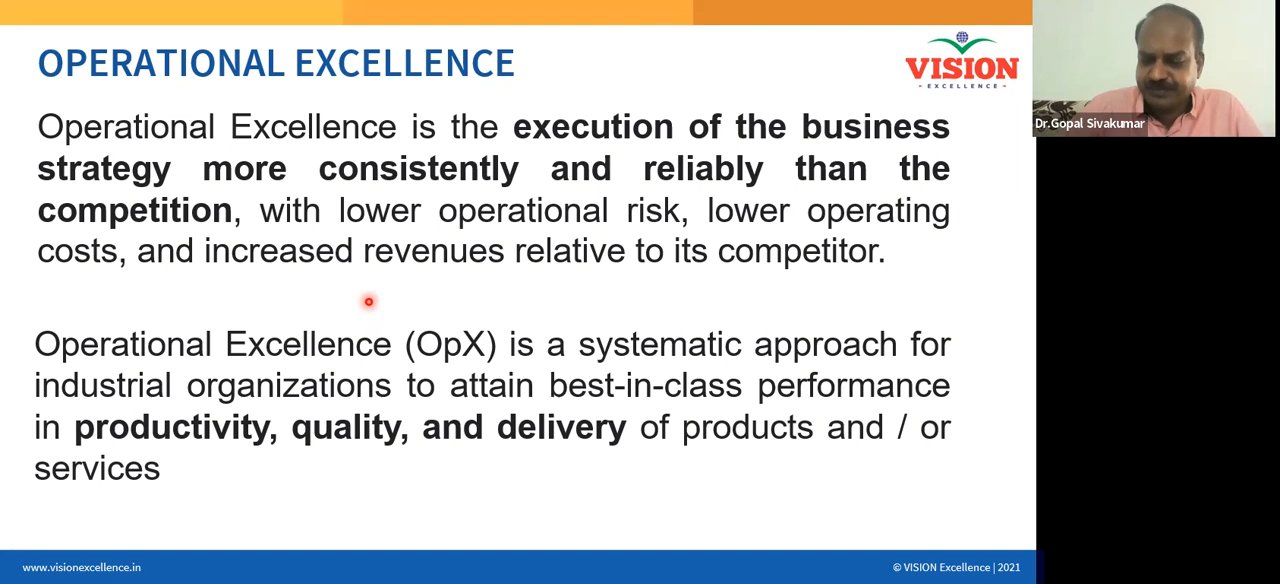 OPERATIONAL EXCELLENCE
VISION
- EXCELLENCE -
Operational Excellence is the execution of the business
strategy more consistently and reliably than the
competition, with lower operational risk, lower operating
costs, and increased revenues relative to its competitor.
Operational Excellence (OpX) is a systematic approach for
industrial organizations to attain best-in-class performance
in productivity, quality, and delivery of products and / or
services
www.visionexcellence.in
© VISION Excellence | 2021
Dr.Gopal Sivakumar